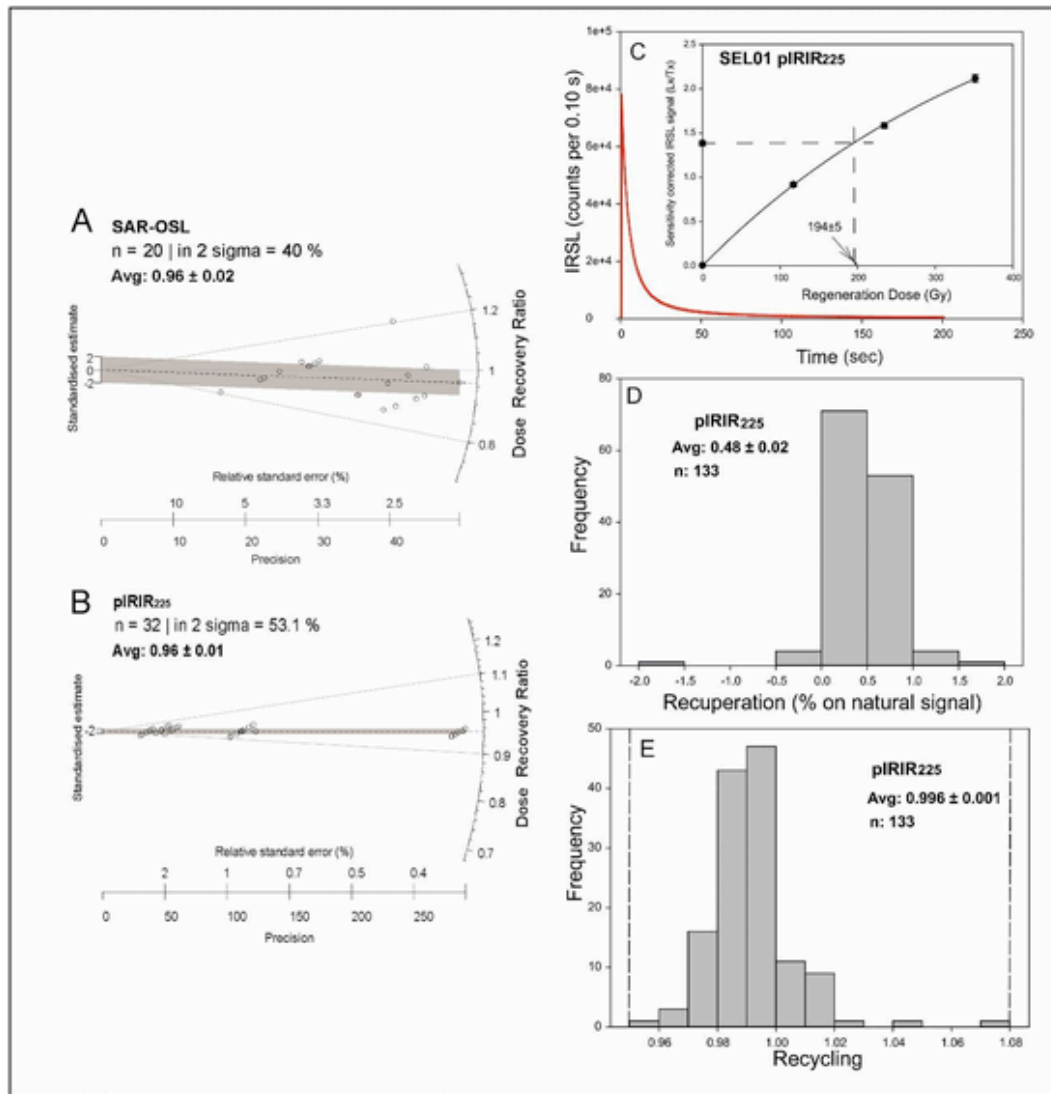 A
SAR-OSL
n = 20 | in 2 sigma = 40 %
Avg: 0.96 ± 0.02
Standardised estimate
2
0
-2
1.2
1
0.8
Dose Recovery Ratio
Relative standard error (%)
10 5 3.3 2.5
0 10 20 30 40
Precision
B
pIRIR225
n = 32 | in 2 sigma = 53.1 %
Avg: 0.96 ± 0.01
Standardised estimate
-2
1.2
1.1
1
0.9
0.8
0.7
Dose Recovery Ratio
Relative standard error (%)
2 1 0.7 0.5 0.4
0 50 100 150 200 250
Precision
C
SEL01 pIRIR225
IRSL (counts per 0.10 s)
1e+5
8e+4
6e+4
4e+4
2e+4
0
0 50 100 150 200 250
Time (sec)
Sensitivity corrected IRSL signal (Lx/Tx)
2.5
2.0
1.5
1.0
0.5
0.0
194±5
0 100 200 300 400
Regeneration Dose (Gy)
D
pIRIR225
Avg: 0.48 ± 0.02
n: 133
Frequency
80
60
40
20
0
-2.0 -1.5 -1.0 -0.5 0.0 0.5 1.0 1.5 2.0
Recuperation (% on natural signal)
E
pIRIR225
Avg: 0.996 ± 0.001
n: 133
Frequency
50
40
30
20
10
0
0.96 0.98 1.00 1.02 1.04 1.06 1.08
Recycling